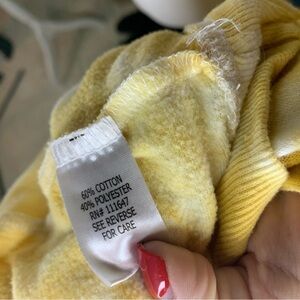 60% COTTON
40% POLYESTER
RN# 111647
SEE REVERSE
FOR CARE